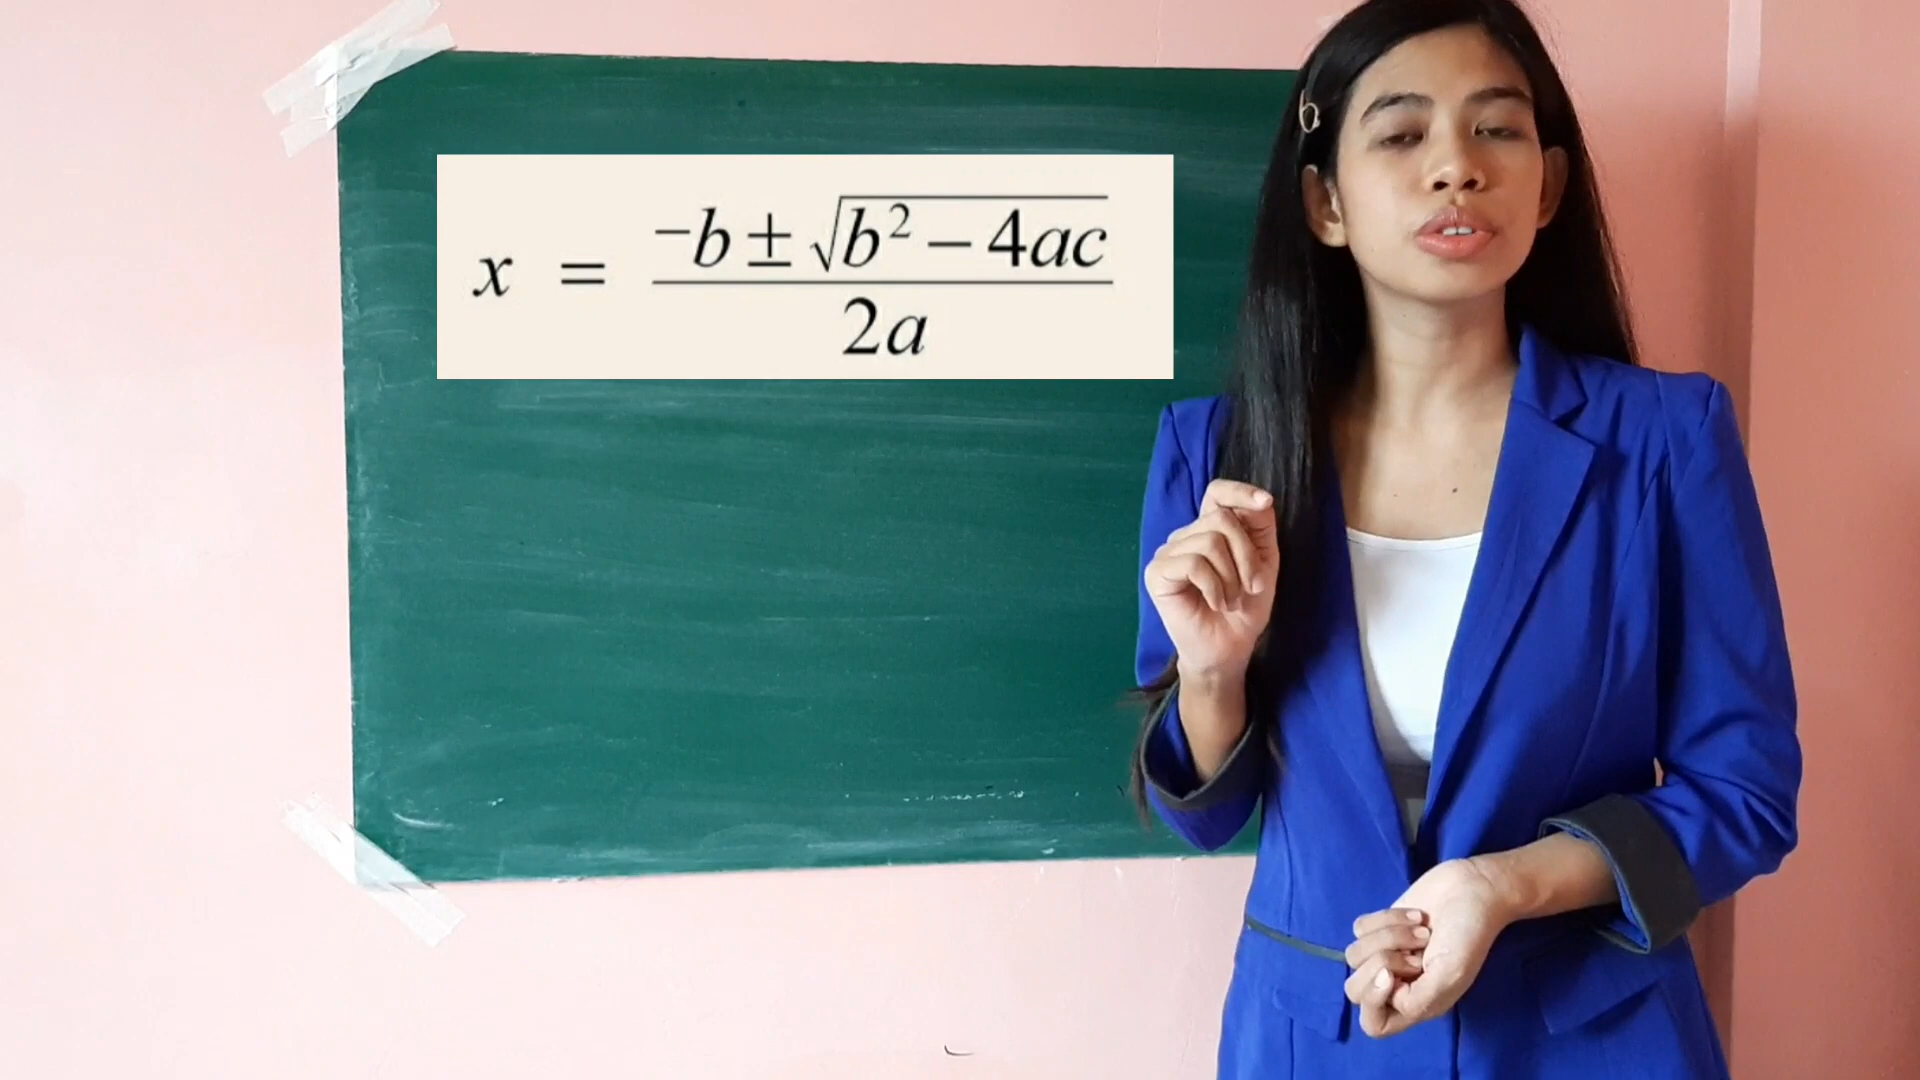 x = ⁻b ± √b² − 4ac / 2a